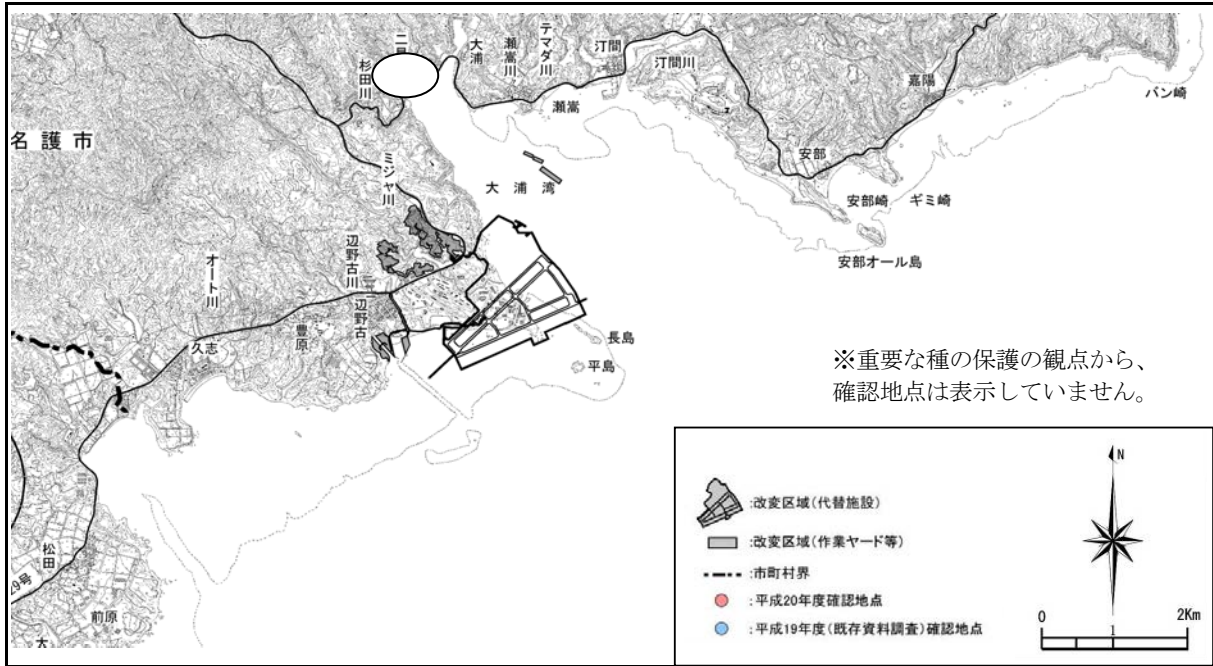 二
杉田川
大浦
瀬嵩川
テマダ川
汀間
汀間川
瀬嵩
嘉陽
バン崎
名護市
ミジャ川
大浦湾
安部
安部崎
ギミ崎
安部オール島
辺野古川
辺野古
オート川
豊原
久志
長島
平島
※重要な種の保護の観点から、
確認地点は表示していません。
松田
前原
29号
大
:改変区域(代替施設)
:改変区域(作業ヤード等)
:市町村界
:平成20年度確認地点
:平成19年度(既存資料調査)確認地点
N
0 1 2Km